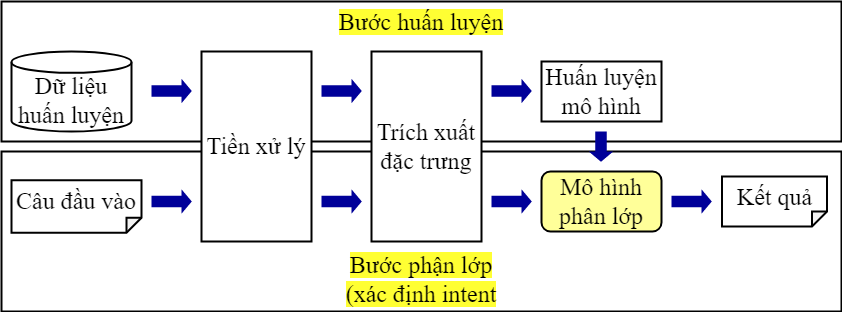 Bước huấn luyện
Dữ liệu
huấn luyện
Tiền xử lý
Trích xuất
đặc trưng
Huấn luyện
mô hình
Câu đầu vào
Mô hình
phân lớp
Kết quả
Bước phận lớp
(xác định intent